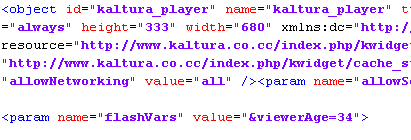 <object id="kaltura_player" name="kaltura_player" t
="always" height="333" width="680" xmlns:dc="http:/
resource="http://www.kaltura.co.cc/index.php/kwidge
"http://www.kaltura.co.cc/index.php/kwidget/cache_s
"allowNetworking" value="all" /><param name="allowS
<param name="flashVars" value="&viewerAge=34">